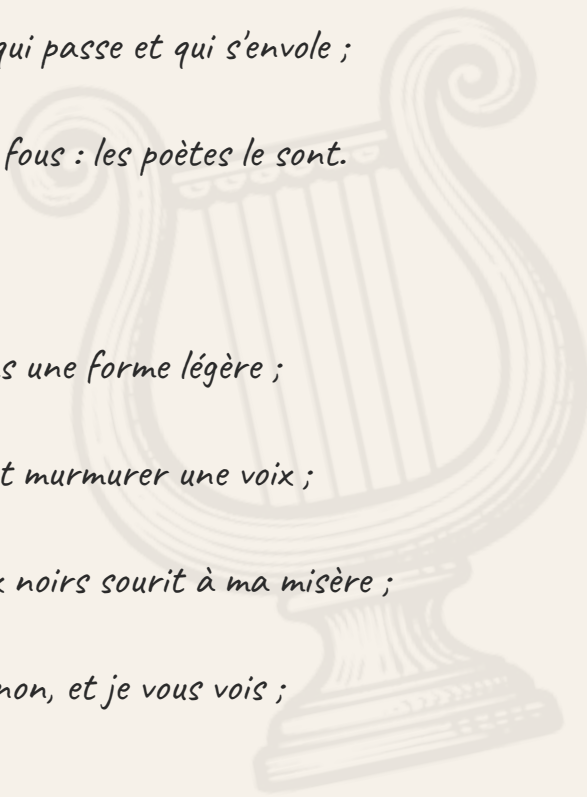 qui passe et qui s'envole ;
fous : les poètes le sont.
s une forme légère ;
t murmurer une voix ;
noirs sourit à ma misère ;
non, et je vous vois ;